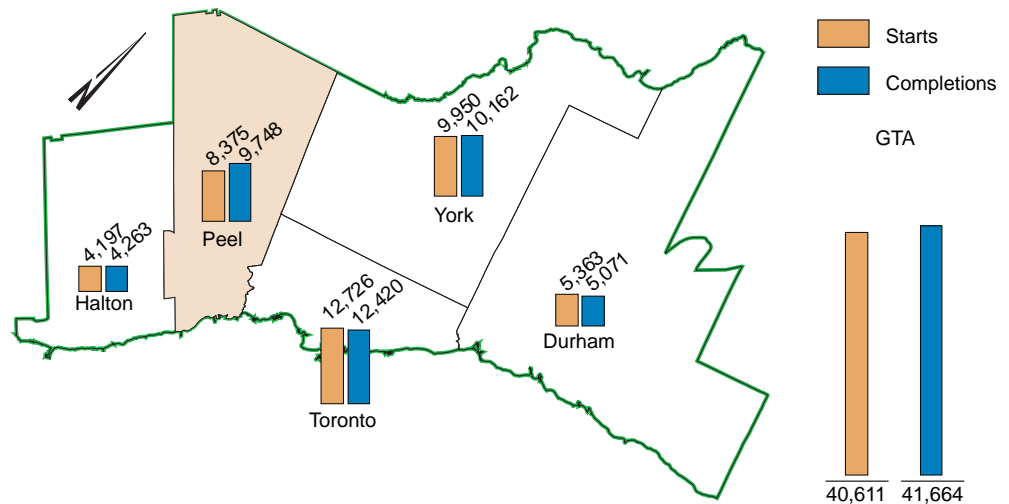 Starts
Completions
GTA
9,950
10,162
8,375
9,748
York
Peel
4,197
4,263
Halton
5,363
5,071
Durham
12,726
12,420
Toronto
40,611
41,664
N